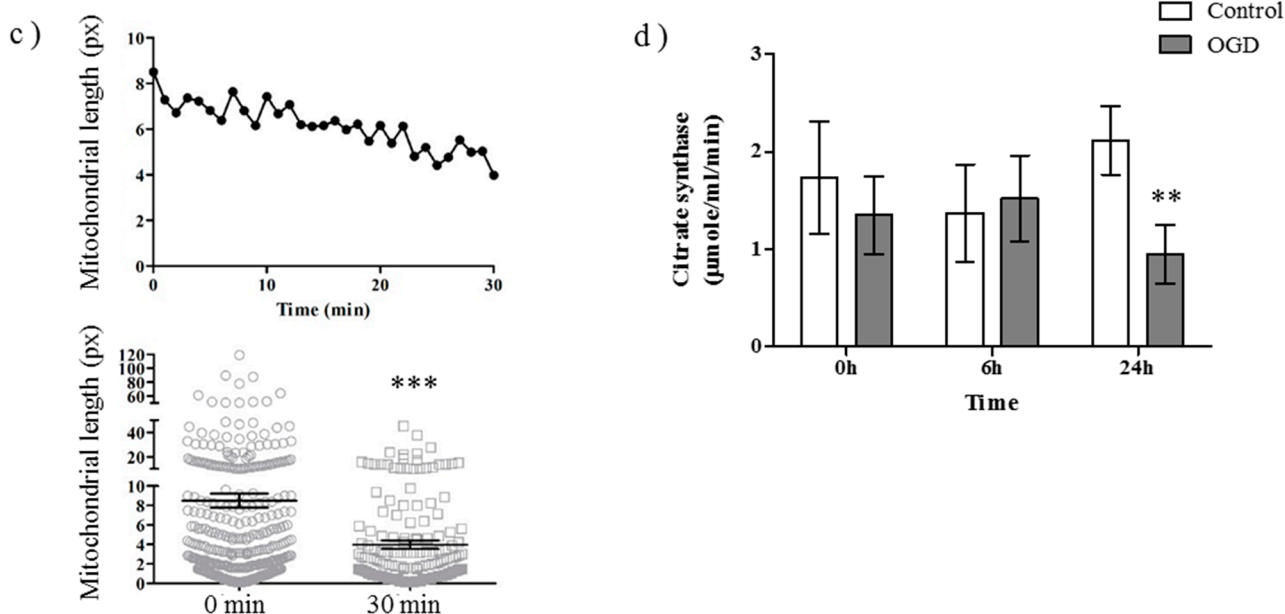 c )
Mitochondrial length (px)
10
8
6
4
2
0
0
10
20
30
Time (min)
Mitochondrial length (px)
120
100
80
60
40
20
10
8
6
4
2
0
***
0 min
30 min
d )
Control
OGD
Citrate synthase
(µmole/ml/min)
3
2
1
0
**
0h
6h
24h
Time